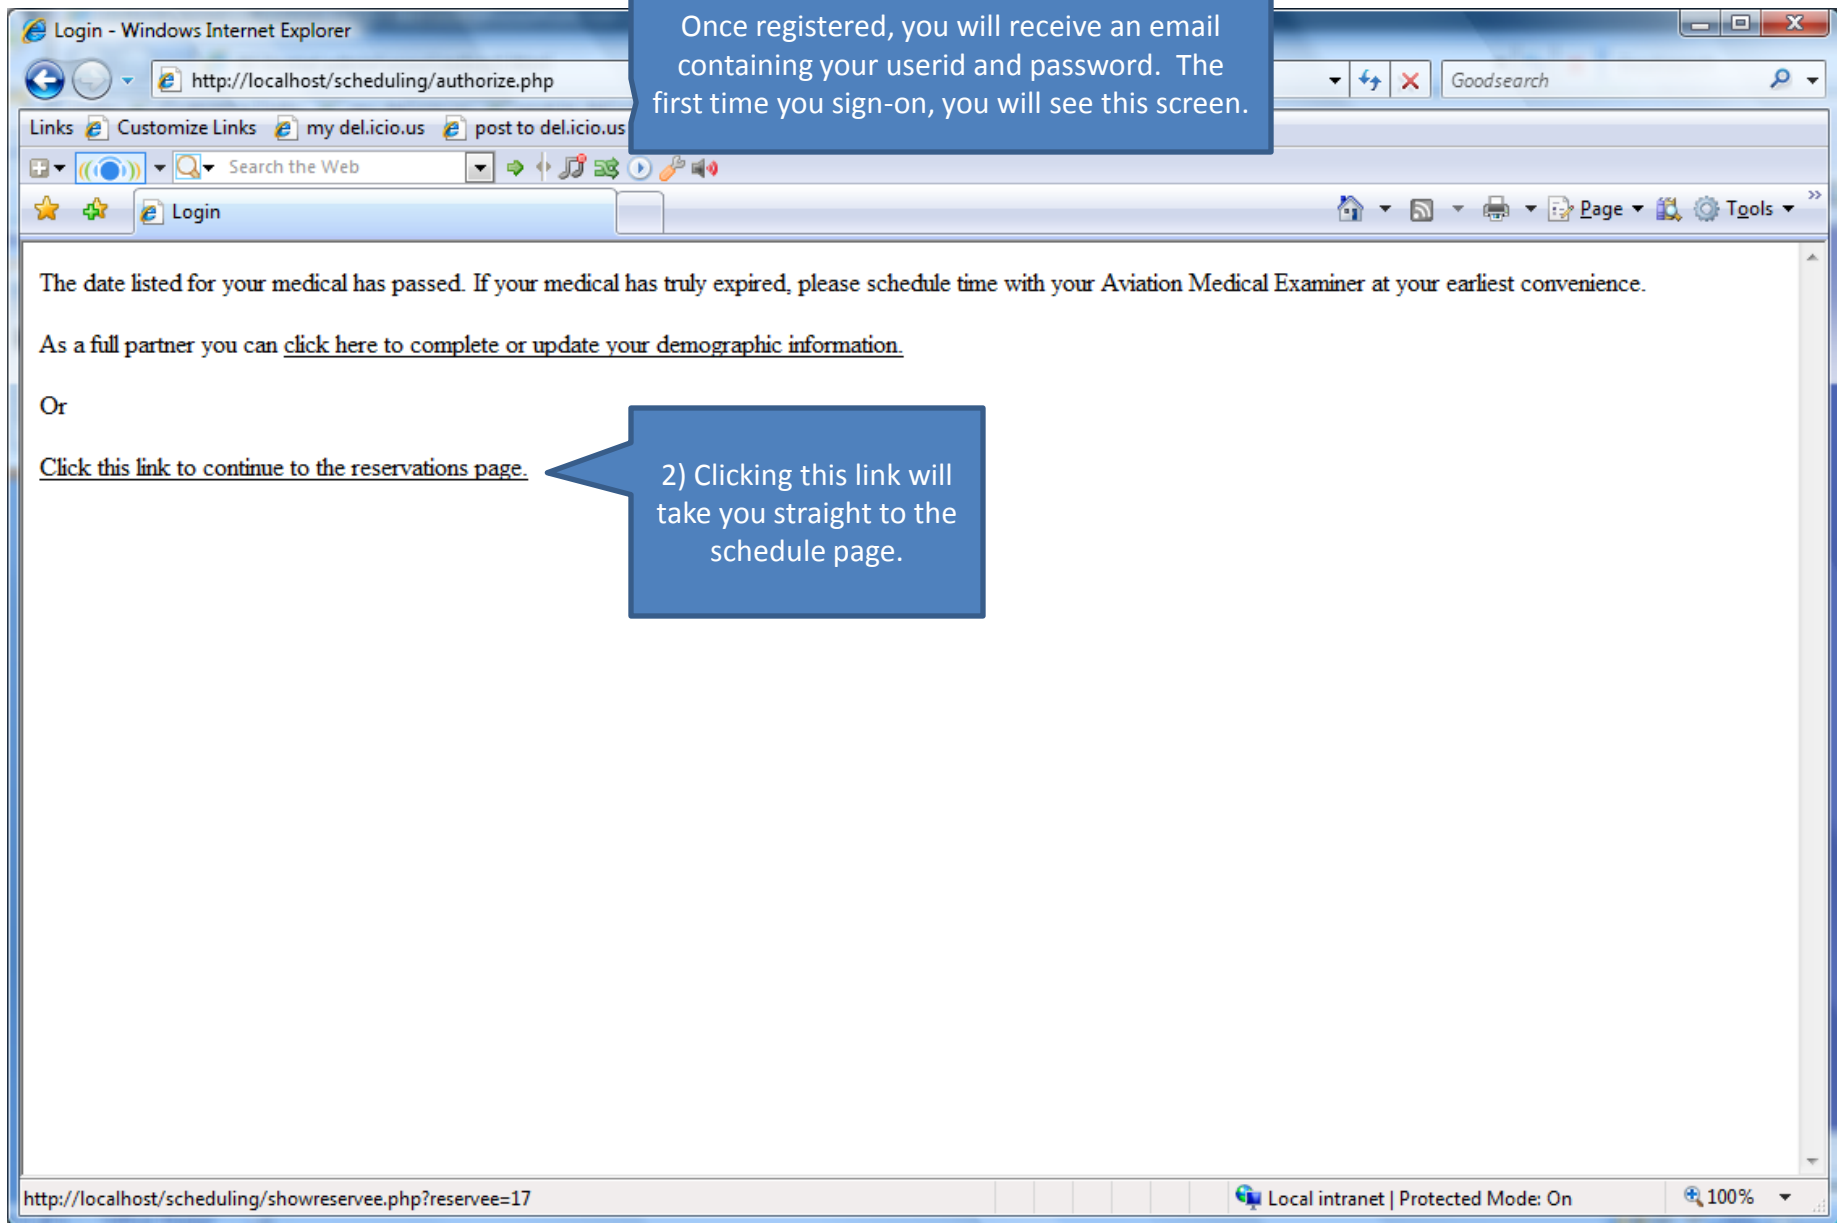 Login - Windows Internet Explorer
Once registered, you will receive an email
containing your userid and password.  The
first time you sign-on, you will see this screen.
http://localhost/scheduling/authorize.php
Goodsearch
Links Customize Links my del.icio.us post to del.icio.us
Search the Web
Login
Page Tools
The date listed for your medical has passed. If your medical has truly expired, please schedule time with your Aviation Medical Examiner at your earliest convenience.
As a full partner you can click here to complete or update your demographic information.
Or
Click this link to continue to the reservations page.
2) Clicking this link will
take you straight to the
schedule page.
http://localhost/scheduling/showreservee.php?reservee=17
Local intranet | Protected Mode: On
100%